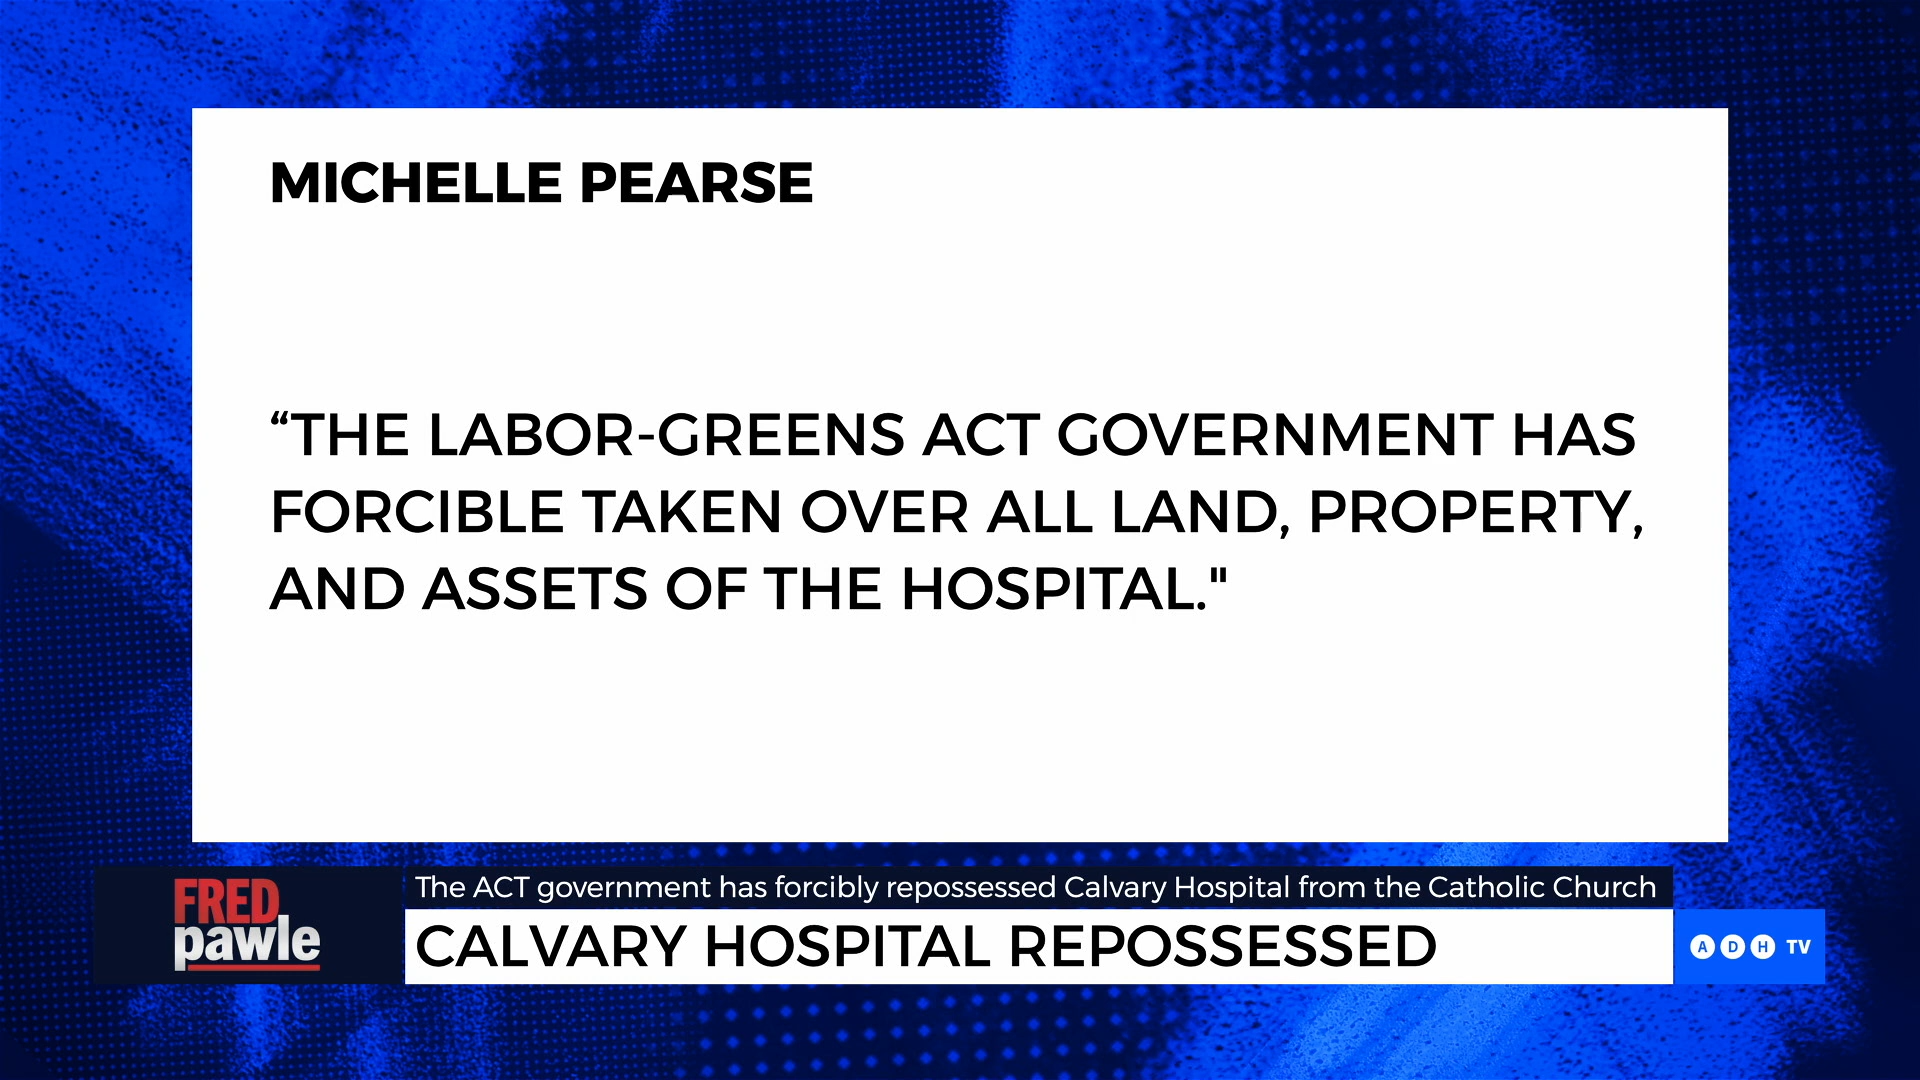 MICHELLE PEARSE
“THE LABOR-GREENS ACT GOVERNMENT HAS
FORCIBLE TAKEN OVER ALL LAND, PROPERTY,
AND ASSETS OF THE HOSPITAL."
The ACT government has forcibly repossessed Calvary Hospital from the Catholic Church
FRED
pawle
CALVARY HOSPITAL REPOSSESSED
ADH TV